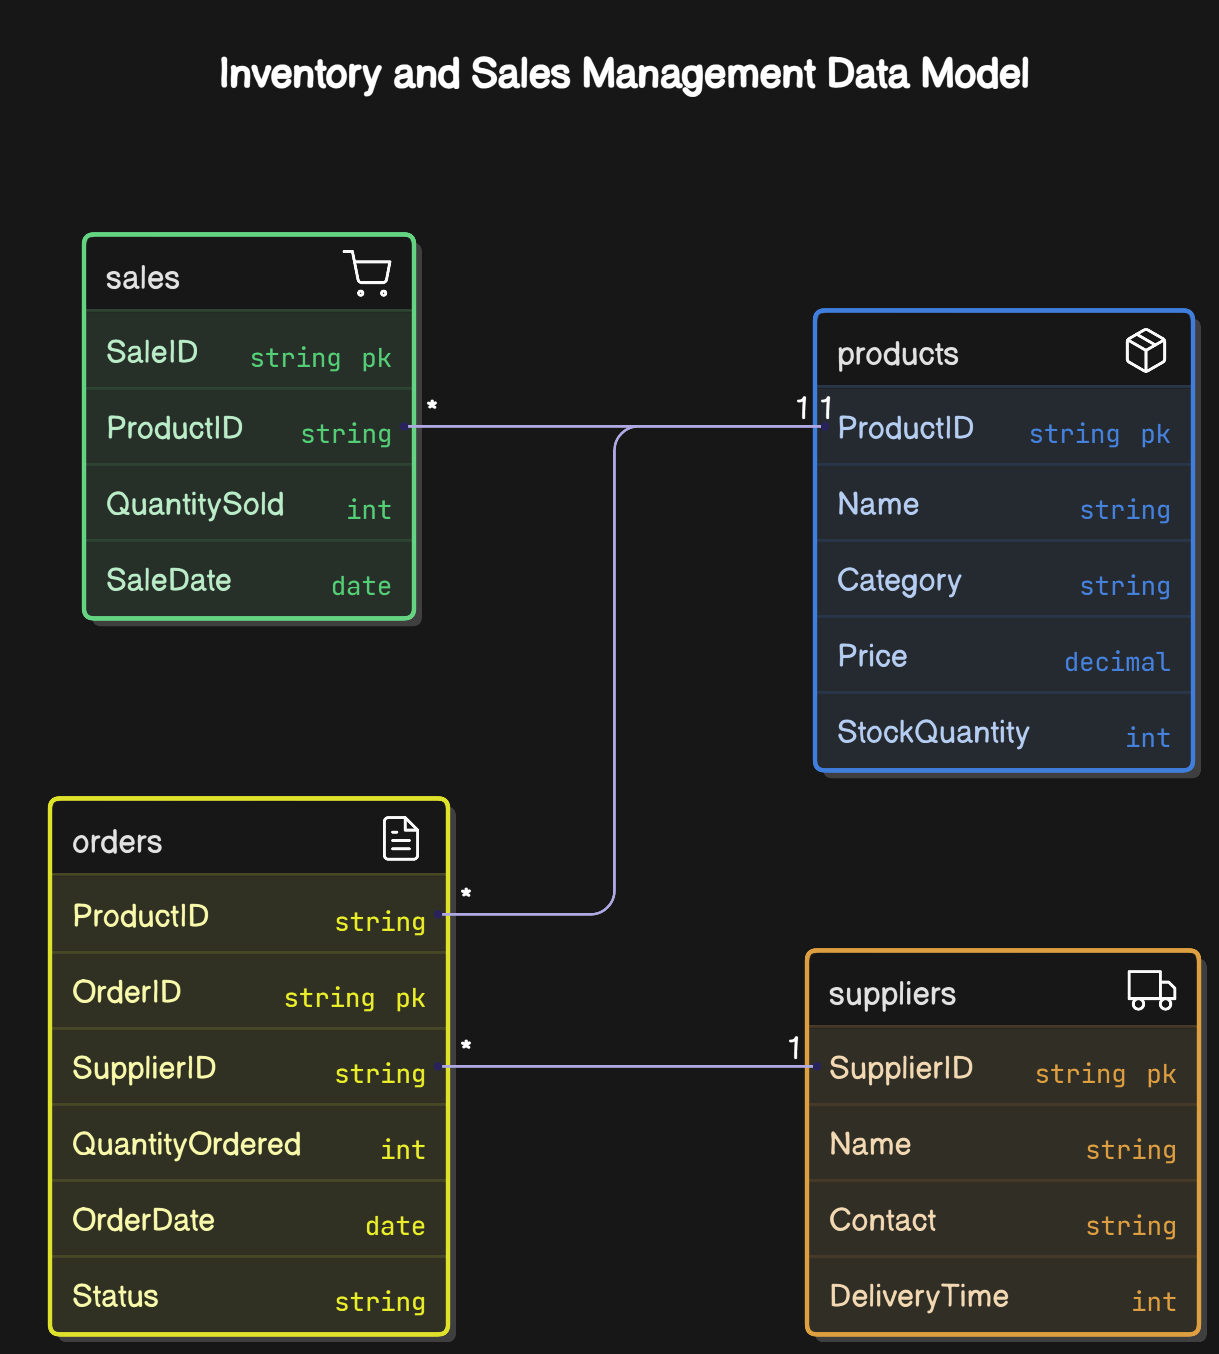 Inventory and Sales Management Data Model
sales
SaleID string pk
ProductID string
QuantitySold int
SaleDate date
* 1 1
products
ProductID string pk
Name string
Category string
Price decimal
StockQuantity int
orders
ProductID string
OrderID string pk
SupplierID string
QuantityOrdered int
OrderDate date
Status string
*
* 1
suppliers
SupplierID string pk
Name string
Contact string
DeliveryTime int